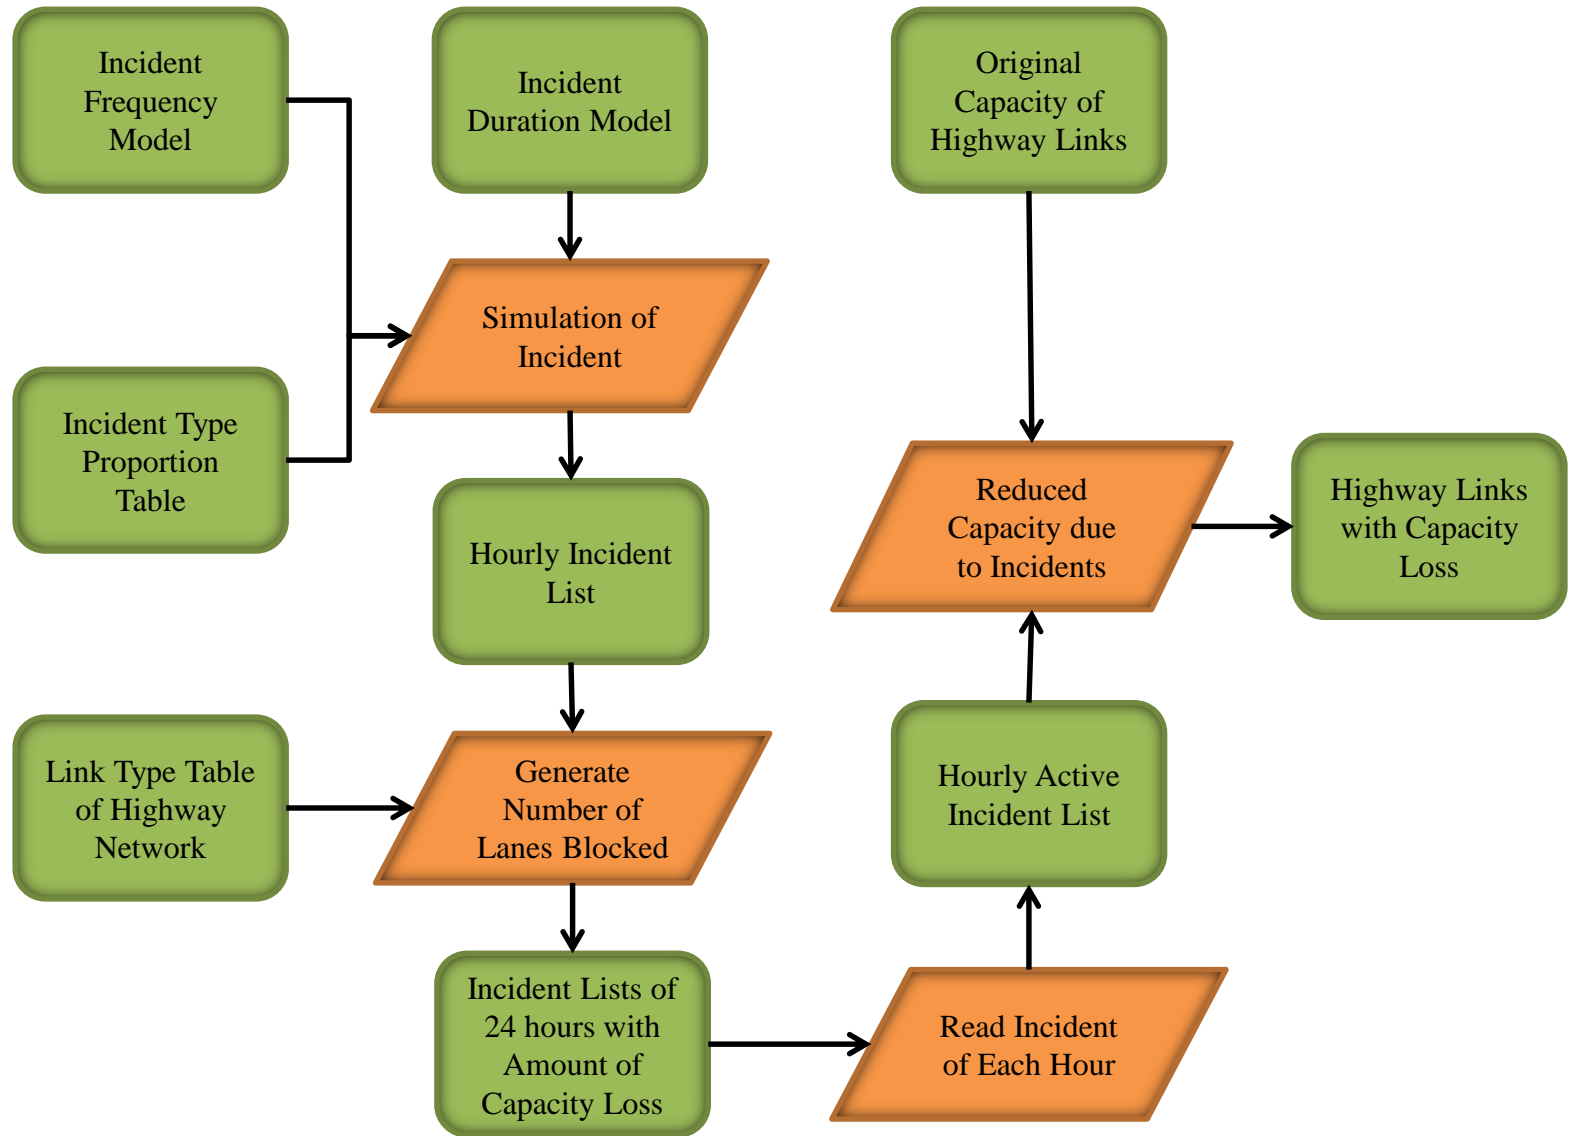 Incident
Frequency
Model
Incident
Duration Model
Original
Capacity of
Highway Links
Simulation of
Incident
Incident Type
Proportion
Table
Hourly Incident
List
Reduced
Capacity due
to Incidents
Highway Links
with Capacity
Loss
Link Type Table
of Highway
Network
Generate
Number of
Lanes Blocked
Hourly Active
Incident List
Incident Lists of
24 hours with
Amount of
Capacity Loss
Read Incident
of Each Hour